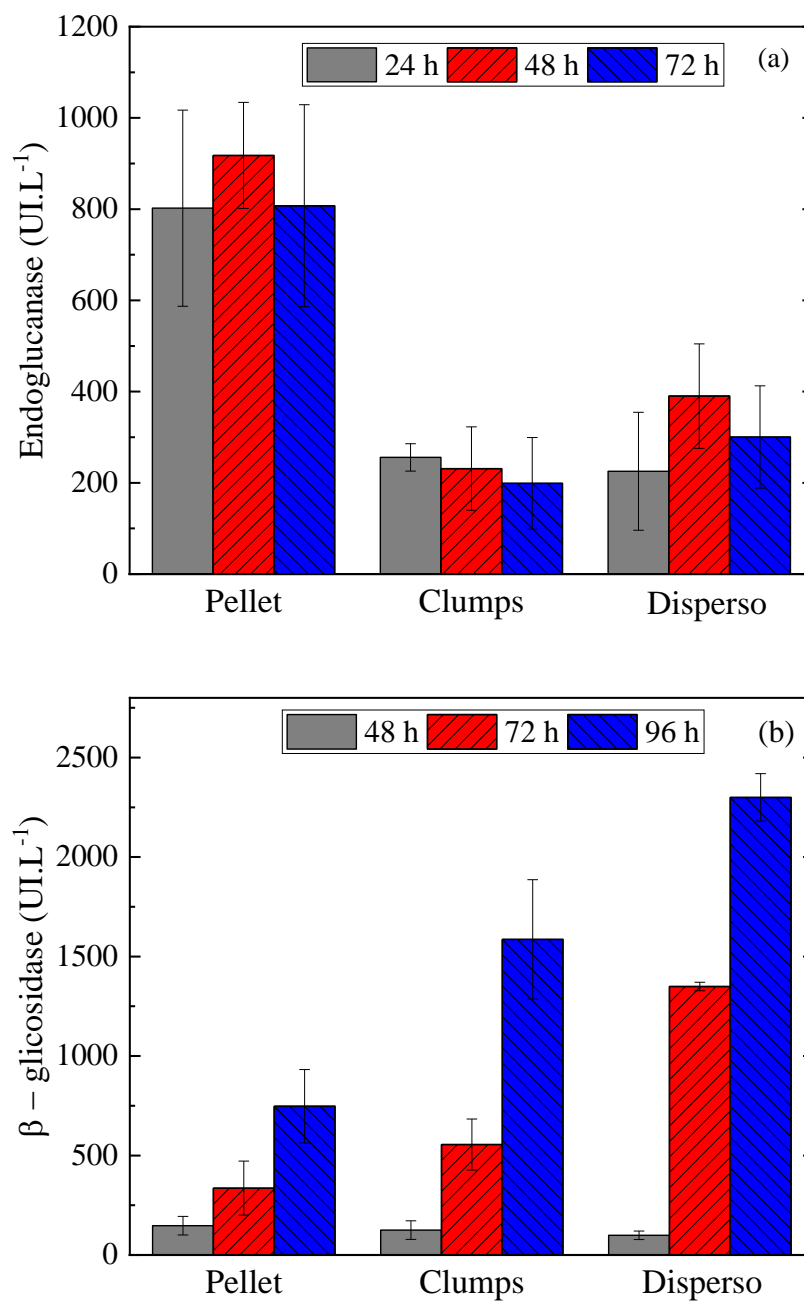 1200
24 h 48 h 72 h (a)
1000
800
600
400
200
0
Endoglucanase (UI.L-1)
Pellet Clumps Disperso
48 h 72 h 96 h (b)
2500
2000
1500
1000
500
0
β – glicosidase (UI.L-1)
Pellet Clumps Disperso